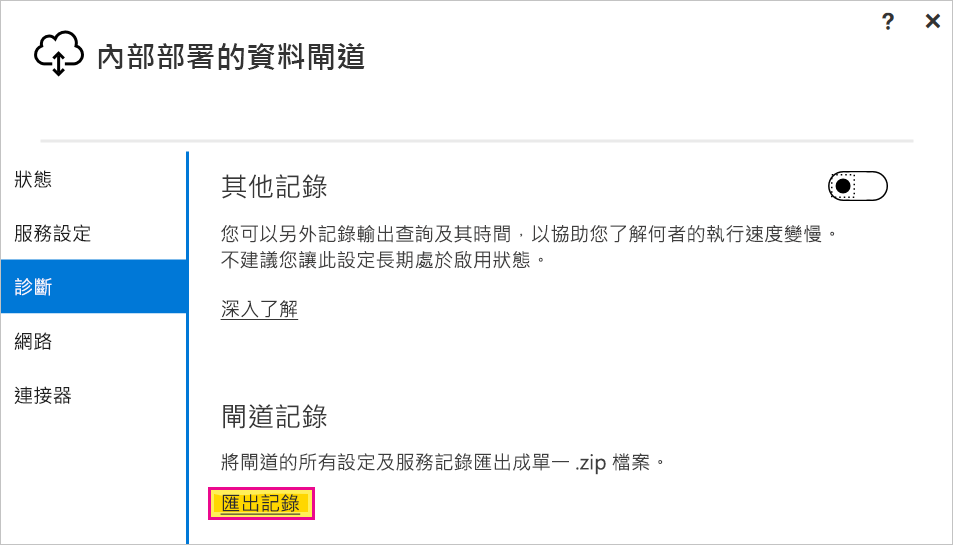 ? ×
內部部署的資料閘道
狀態
服務設定
診斷
網路
連接器
其他記錄
您可以另外記錄輸出查詢及其時間，以協助您了解何者的執行速度變慢。
不建議您讓此設定長期處於啟用狀態。
深入了解
閘道記錄
將閘道的所有設定及服務記錄匯出成單一 .zip 檔案。
匯出記錄